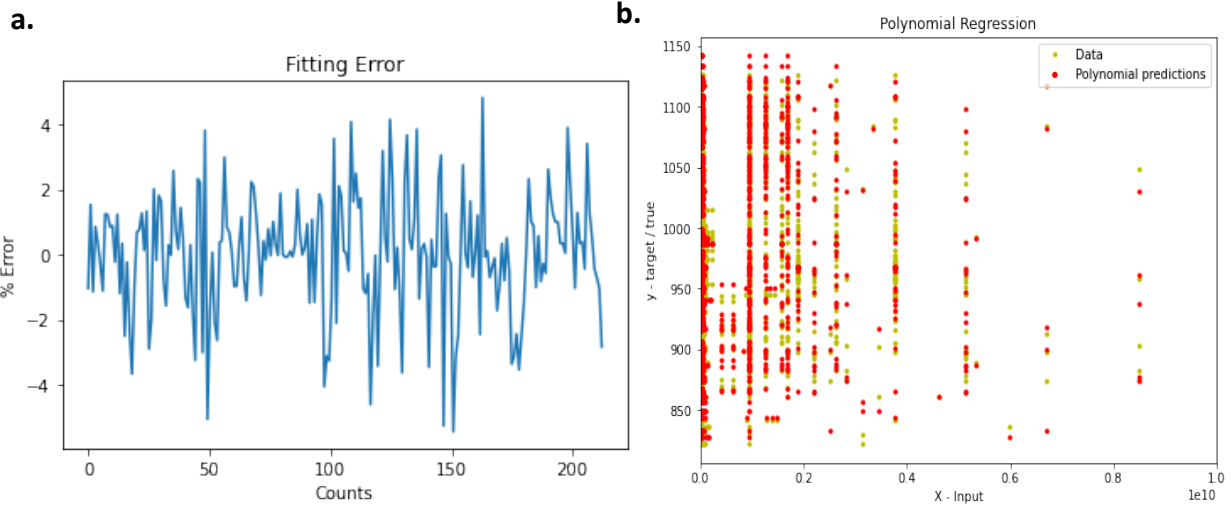 a.
Fitting Error
% Error
4
2
0
−2
−4
0 50 100 150 200
Counts
b.
Polynomial Regression
y - target / true
1150
1100
1050
1000
950
900
850
Data
Polynomial predictions
0.0 0.2 0.4 0.6 0.8 1.0
1e10
X - Input